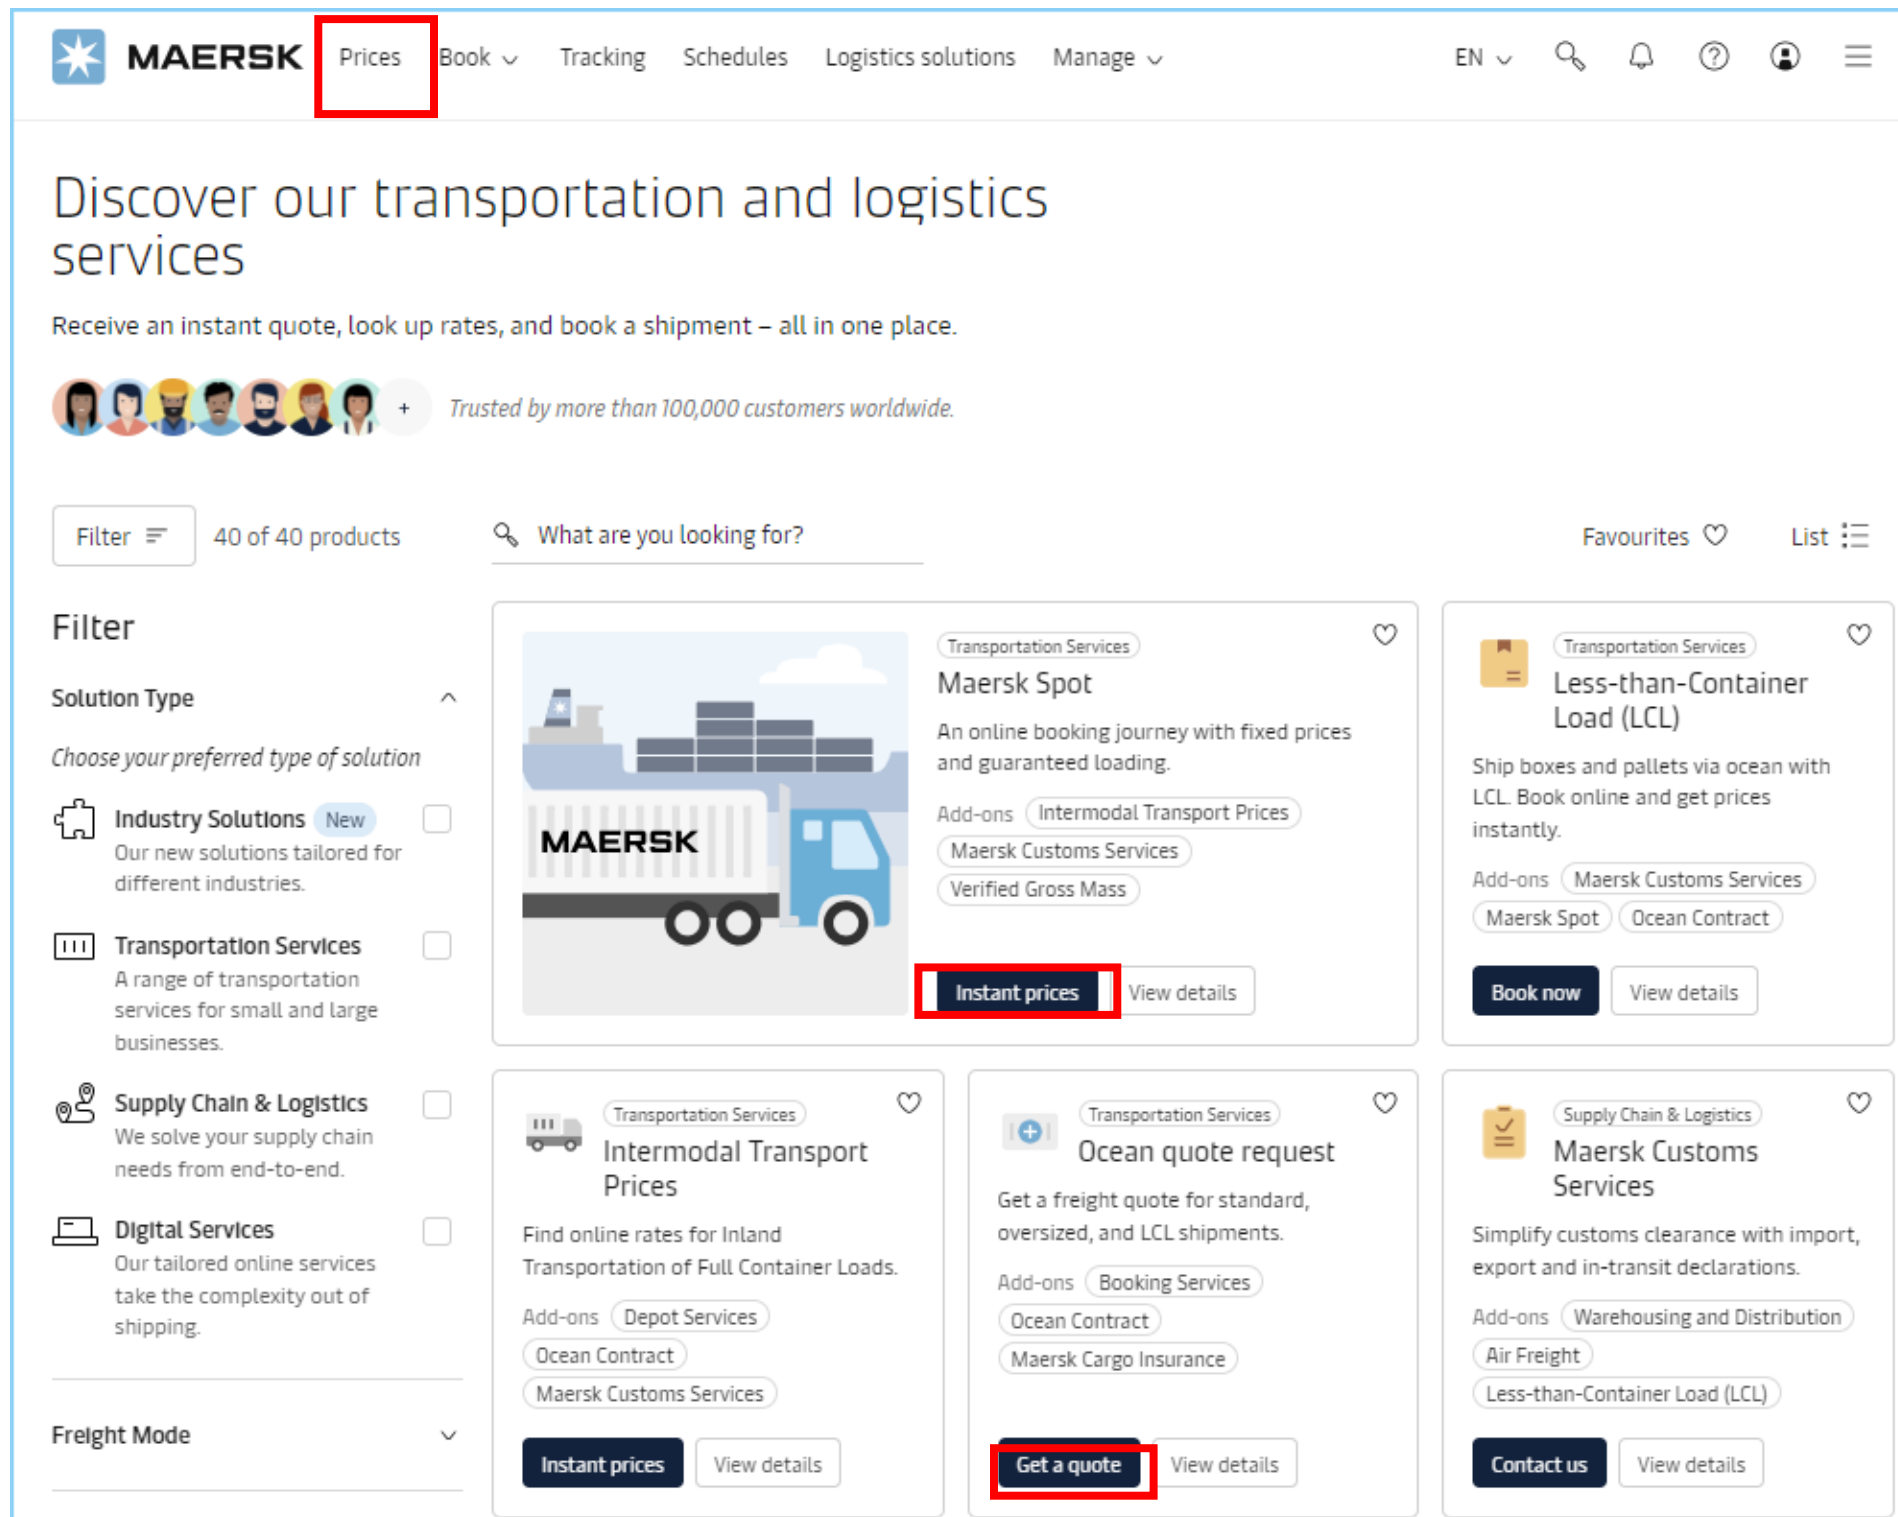 MAERSK Prices Book Tracking Schedules Logistics solutions Manage EN
Discover our transportation and logistics
services
Receive an instant quote, look up rates, and book a shipment – all in one place.
+ Trusted by more than 100,000 customers worldwide.
Filter 40 of 40 products What are you looking for? Favourites List
Filter
Solution Type
Choose your preferred type of solution
Industry Solutions New
Our new solutions tailored for
different industries.
Transportation Services
A range of transportation
services for small and large
businesses.
Supply Chain & Logistics
We solve your supply chain
needs from end-to-end.
Digital Services
Our tailored online services
take the complexity out of
shipping.
Freight Mode
MAERSK
Transportation Services
Maersk Spot
An online booking journey with fixed prices
and guaranteed loading.
Add-ons Intermodal Transport Prices
Maersk Customs Services
Verified Gross Mass
Instant prices View details
Transportation Services
Less-than-Container
Load (LCL)
Ship boxes and pallets via ocean with
LCL. Book online and get prices
instantly.
Add-ons Maersk Customs Services
Maersk Spot Ocean Contract
Book now View details
Transportation Services
Intermodal Transport
Prices
Find online rates for Inland
Transportation of Full Container Loads.
Add-ons Depot Services
Ocean Contract
Maersk Customs Services
Instant prices View details
Transportation Services
Ocean quote request
Get a freight quote for standard,
oversized, and LCL shipments.
Add-ons Booking Services
Ocean Contract
Maersk Cargo Insurance
Get a quote View details
Supply Chain & Logistics
Maersk Customs
Services
Simplify customs clearance with import,
export and in-transit declarations.
Add-ons Warehousing and Distribution
Air Freight
Less-than-Container Load (LCL)
Contact us View details